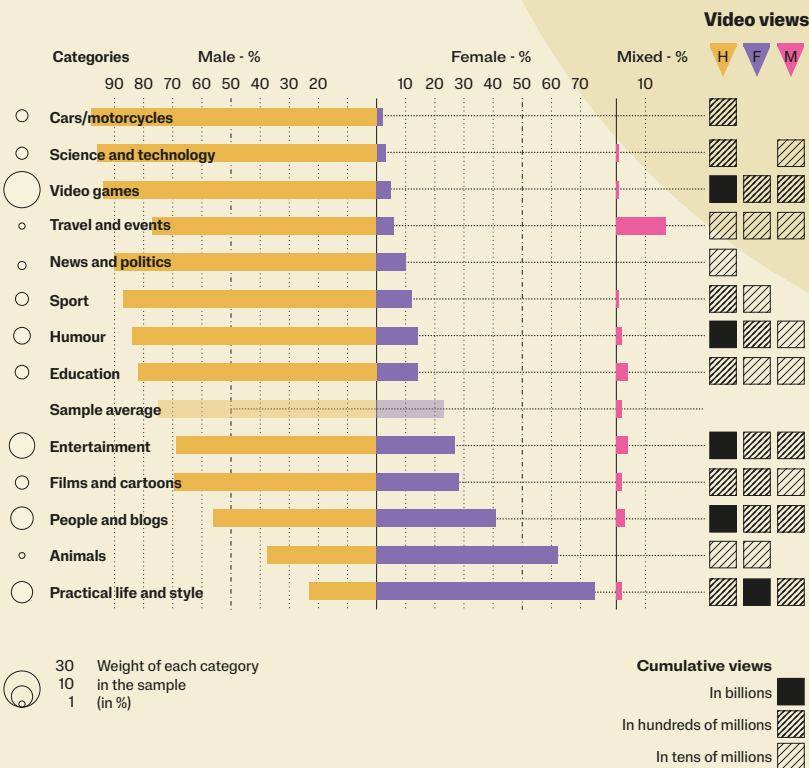 Video views
Categories Male - % Female - % Mixed - % H F M
90 80 70 60 50 40 30 20 10 20 30 40 50 60 70 10
Cars/motorcycles
Science and technology
Video games
Travel and events
News and politics
Sport
Humour
Education
Sample average
Entertainment
Films and cartoons
People and blogs
Animals
Practical life and style
30 Weight of each category
10 in the sample
1 (in %)
Cumulative views
In billions
In hundreds of millions
In tens of millions